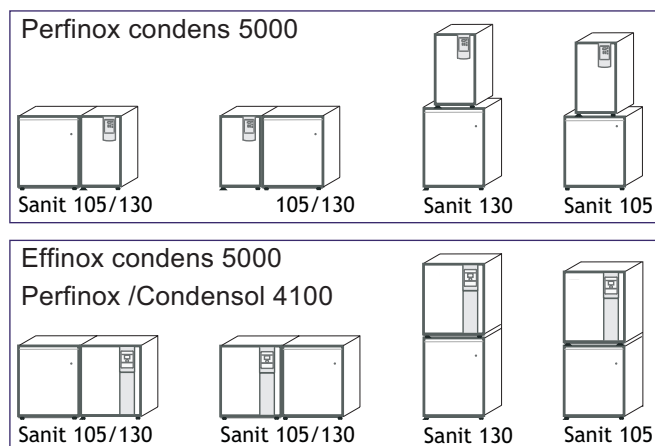 Perfinox condens 5000
Sanit 105/130
105/130
Sanit 130
Sanit 105
Effinox condens 5000
Perfinox /Condensol 4100
Sanit 105/130
Sanit 105/130
Sanit 130
Sanit 105